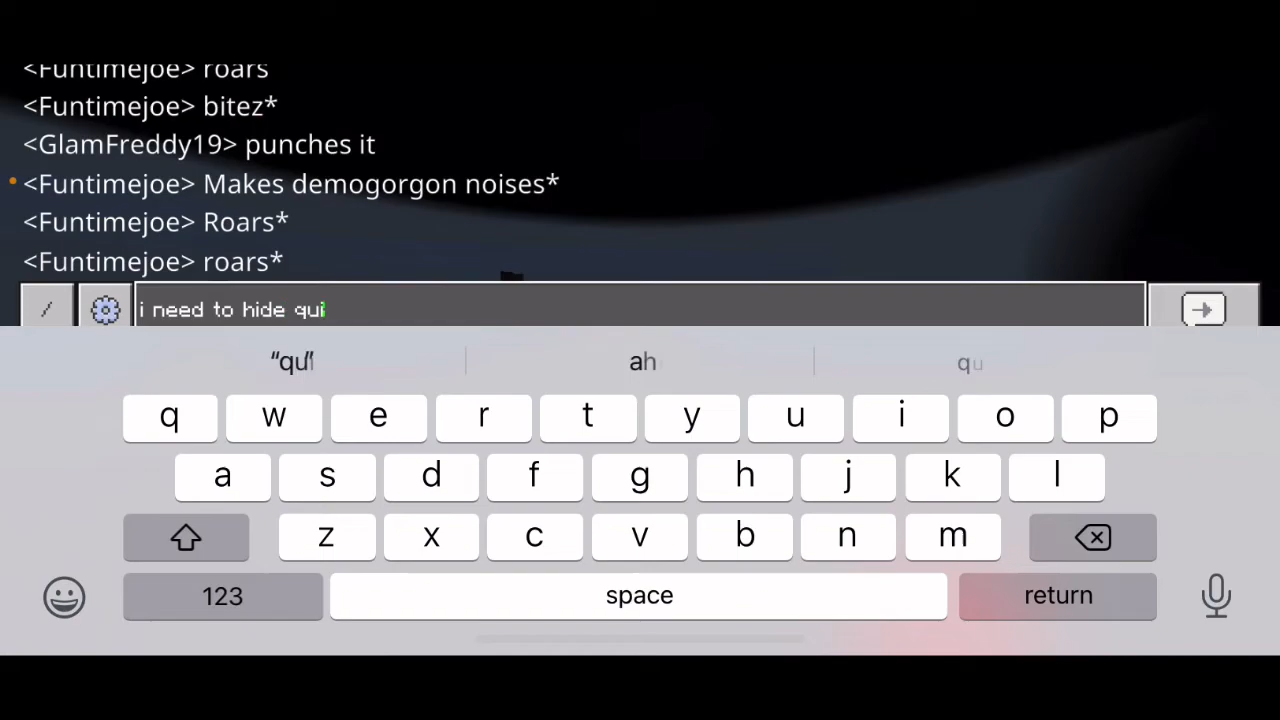 <Funtimejoe> roars
<Funtimejoe> bitez*
<GlamFreddy19> punches it
<Funtimejoe> Makes demogorgon noises*
<Funtimejoe> Roars*
<Funtimejoe> roars*
/ i need to hide qui
“qu” ah qu
q w e r t y u i o p
a s d f g h j k l
z x c v b n m
123 space return